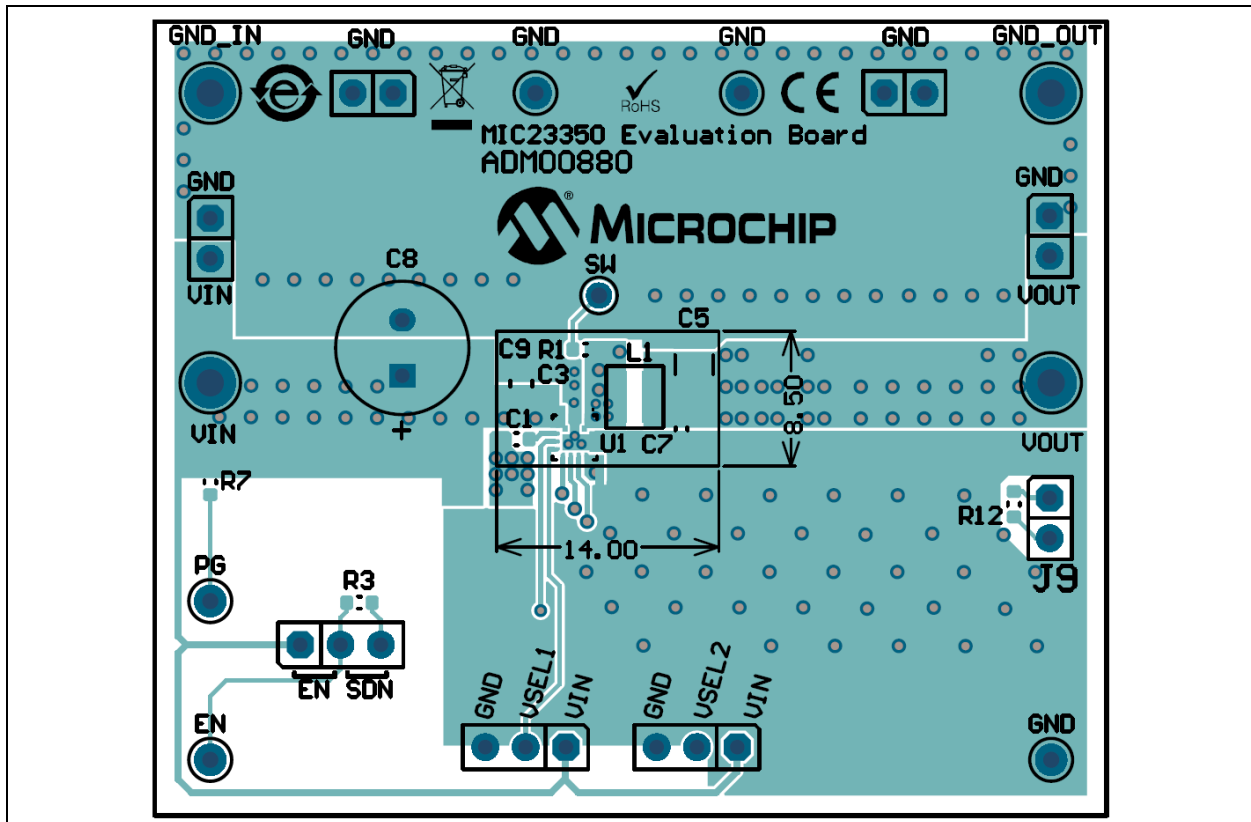 GND_IN GND GND GND GND GND_OUT
e
RoHS
CE
MIC23350 Evaluation Board
ADM00880
GND
GND
MICROCHIP®
C8
SW
VIN
VOUT
C5
C9 R1 L1
C3
8.50
C1
VIN
+
U1 C7
VOUT
R7
R12
14.00
PG
R3
J9
EN SDN
GND VSEL1 VIN
GND VSEL2 VIN
EN
GND